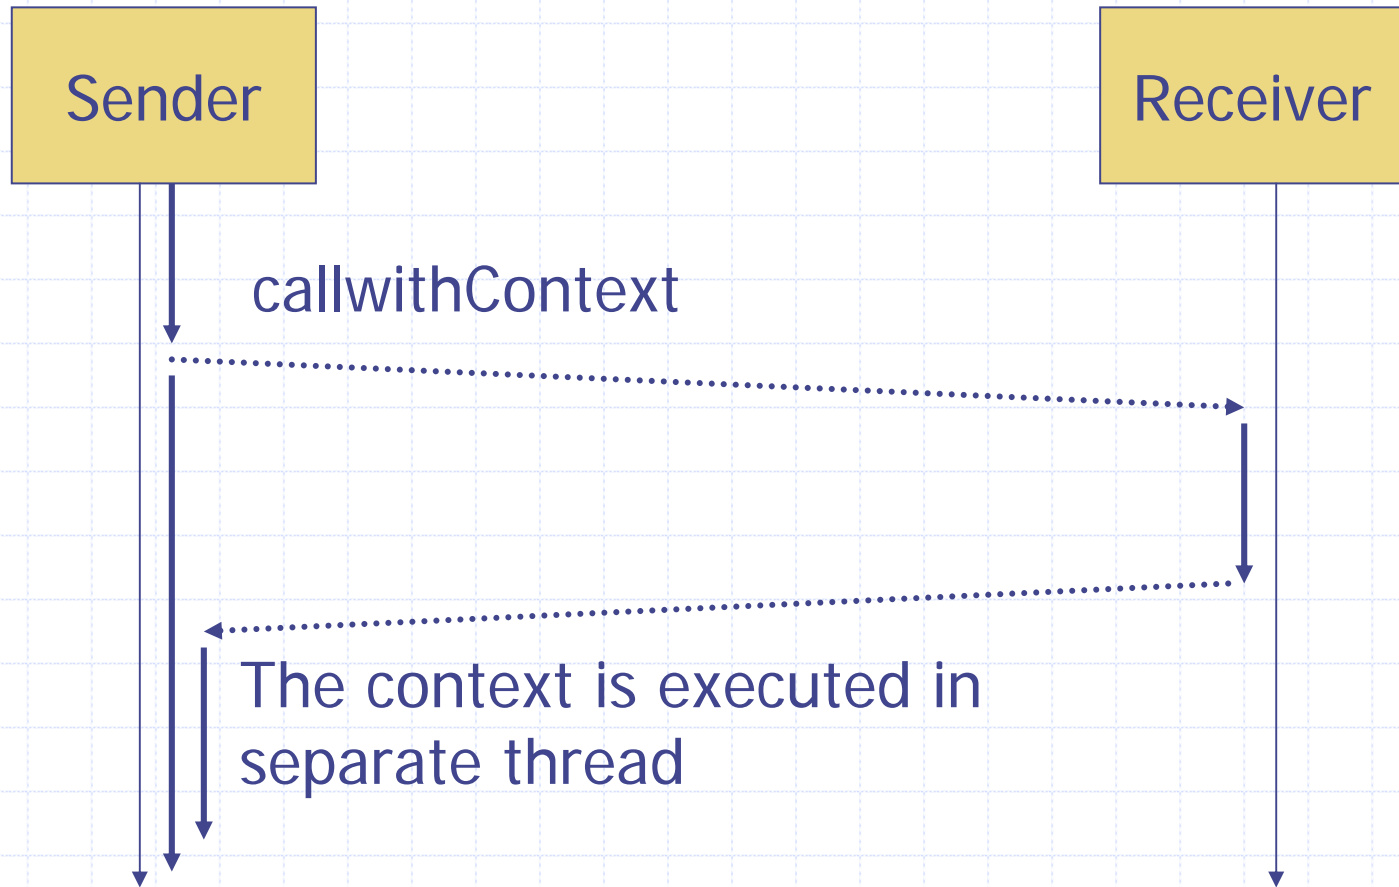 Sender
Receiver
callwithContext
The context is executed in
separate thread